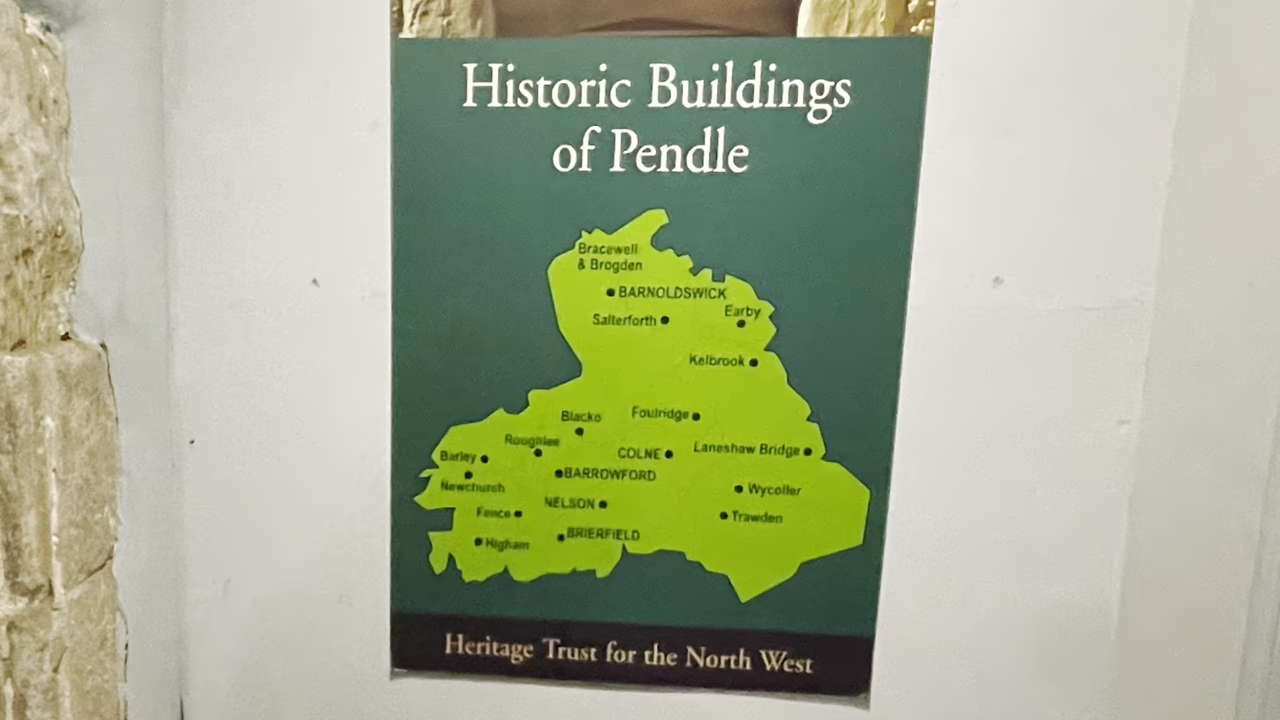 Historic Buildings
of Pendle
Bracewell
& Brogden
BARNOLDSWICK
Earby
Salterforth
Kelbrook
Blacko
Foulridge
Roughlee
COLNE
Laneshaw Bridge
Barley
BARROWFORD
Newchurch
Wycoller
NELSON
Fence
Trawden
BRIERFIELD
Higham
Heritage Trust for the North West